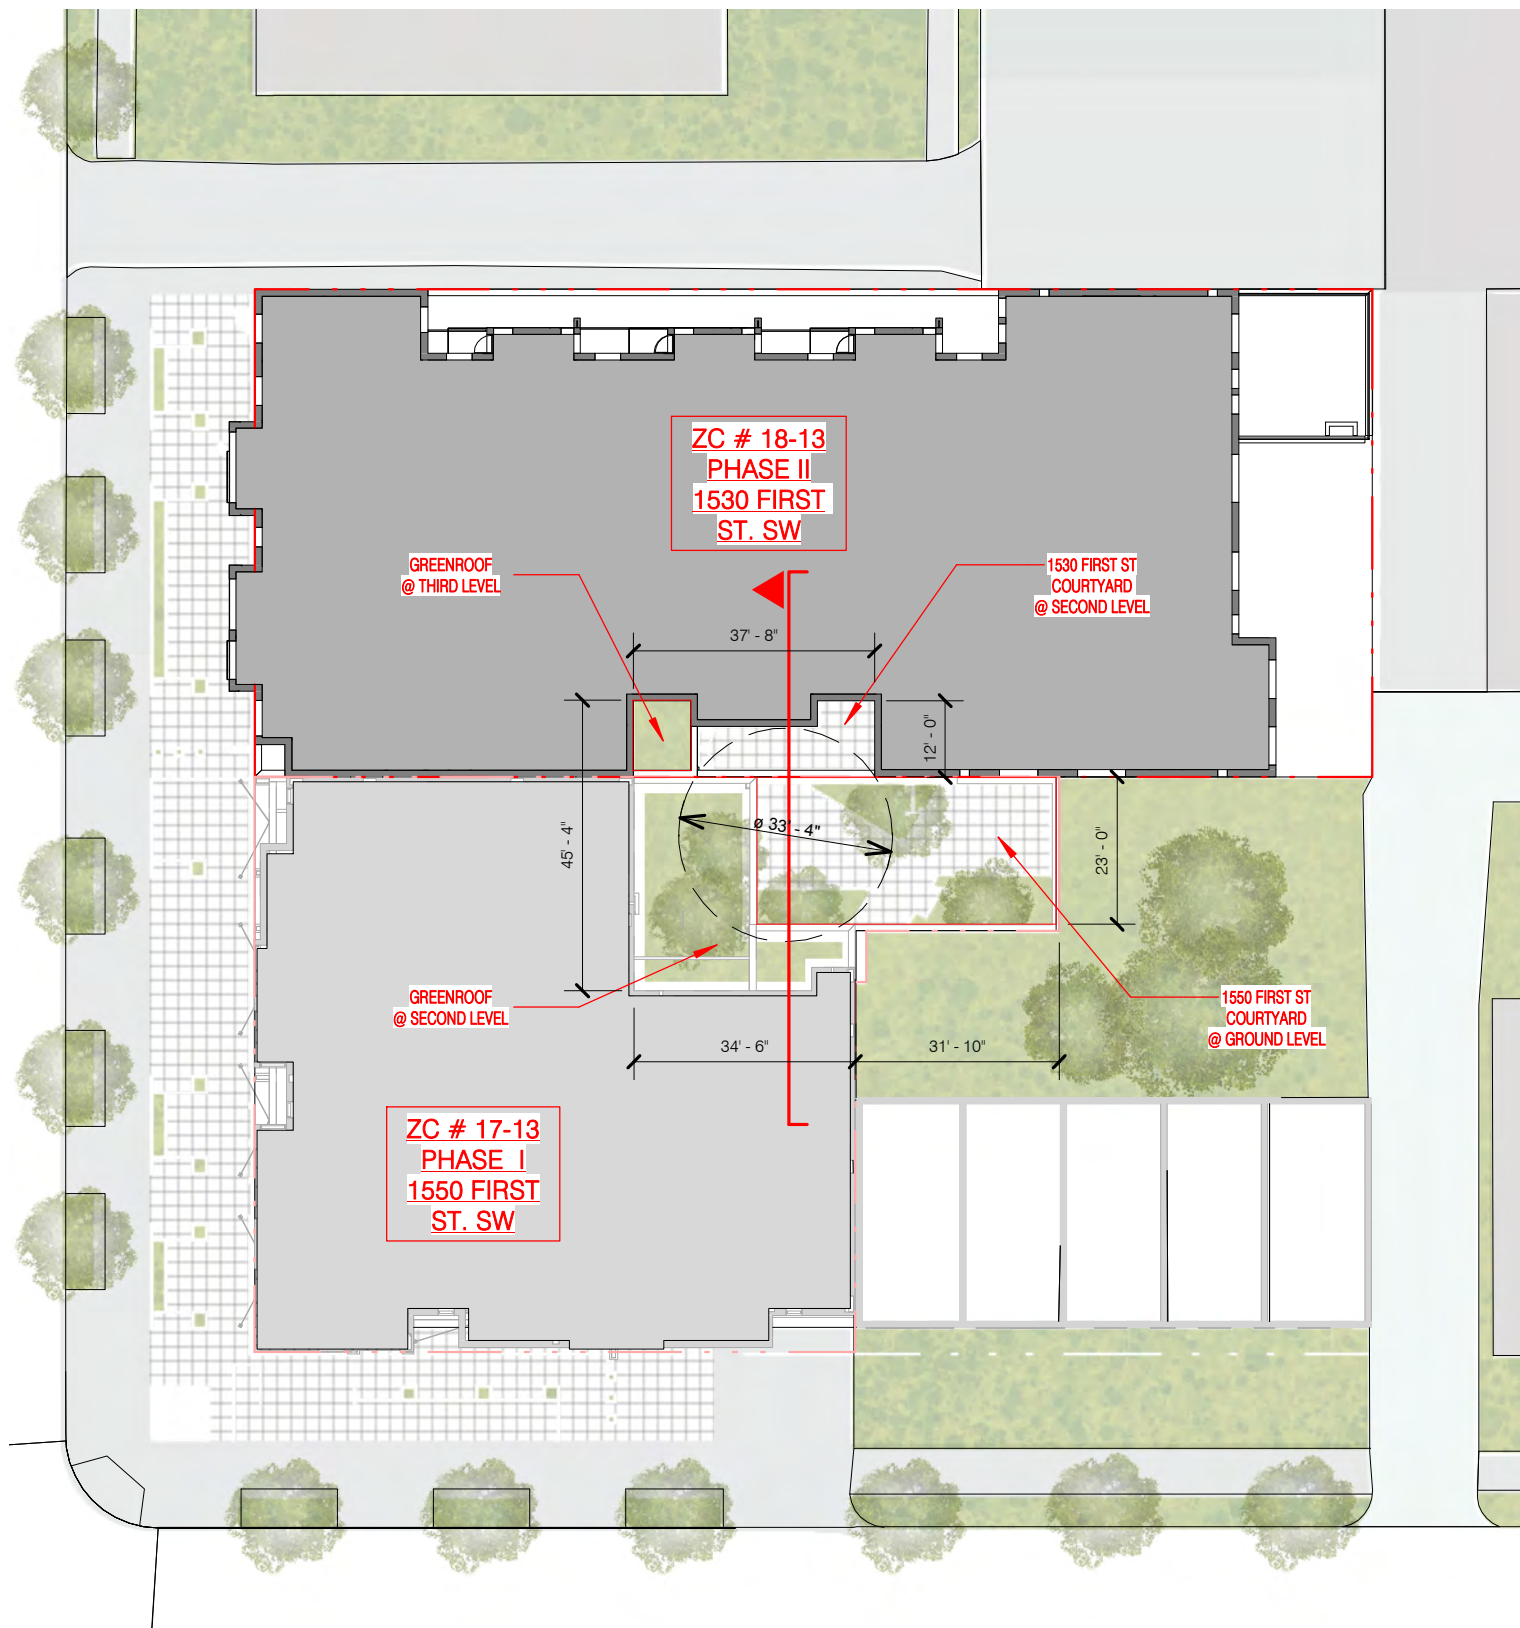 ZC # 18-13
PHASE II
1530 FIRST
ST. SW
GREENROOF
@ THIRD LEVEL
1530 FIRST ST
COURTYARD
@ SECOND LEVEL
37' - 8"
12' - 0"
45' - 4"
ø 33' - 4"
23' - 0"
GREENROOF
@ SECOND LEVEL
1550 FIRST ST
COURTYARD
@ GROUND LEVEL
34' - 6"
31' - 10"
ZC # 17-13
PHASE I
1550 FIRST
ST. SW